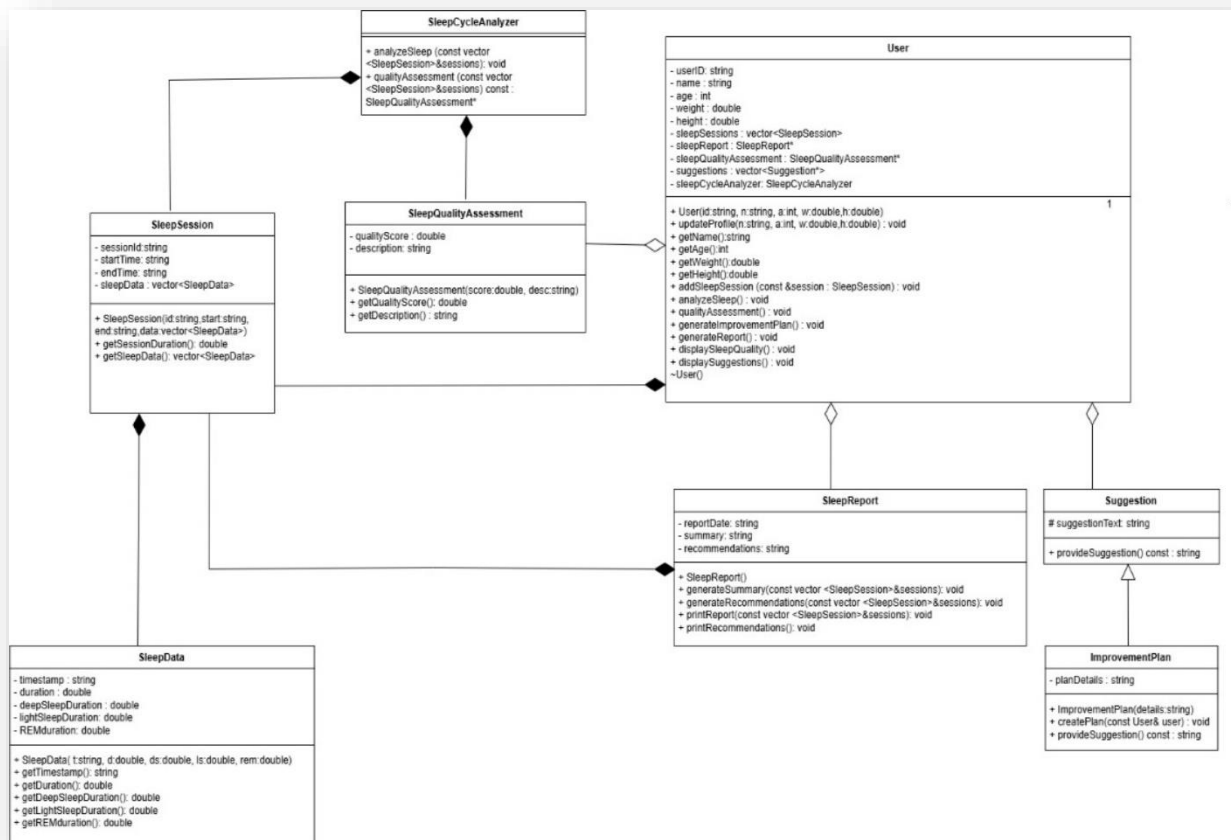 SleepCycleAnalyzer
+ analyzeSleep (const vector
<SleepSession>&sessions): void
+ qualityAssessment (const vector
<SleepSession>&sessions) const :
SleepQualityAssessment*
User
- userID: string
- name : string
- age : int
- weight : double
- height : double
- sleepSessions : vector<SleepSession>
- sleepReport : SleepReport*
- sleepQualityAssessment : SleepQualityAssessment*
- suggestions : vector<Suggestion*>
- sleepCycleAnalyzer: SleepCycleAnalyzer
1
+ User(id:string, n:string, a:int, w:double,h:double)
+ updateProfile(n:string, a:int, w:double,h:double) : void
+ getName():string
+ getAge():int
+ getWeight():double
+ getHeight():double
+ addSleepSession (const &session : SleepSession) : void
+ analyzeSleep() : void
+ qualityAssessment() : void
+ generateImprovementPlan() : void
+ generateReport() : void
+ displaySleepQuality() : void
+ displaySuggestions() : void
~User()
SleepSession
- sessionId:string
- startTime: string
- endTime: string
- sleepData : vector<SleepData>
+ SleepSession(id:string,start:string,
end:string,data:vector<SleepData>)
+ getSessionDuration(): double
+ getSleepData(): vector<SleepData>
SleepQualityAssessment
- qualityScore : double
- description: string
+ SleepQualityAssessment(score:double, desc:string)
+ getQualityScore(): double
+ getDescription() : string
SleepReport
- reportDate: string
- summary: string
- recommendations: string
+ SleepReport()
+ generateSummary(const vector <SleepSession>&sessions): void
+ generateRecommendations(const vector <SleepSession>&sessions): void
+ printReport(const vector <SleepSession>&sessions): void
+ printRecommendations(): void
Suggestion
# suggestionText: string
+ provideSuggestion() const : string
SleepData
- timestamp : string
- duration : double
- deepSleepDuration : double
- lightSleepDuration: double
- REMduration: double
+ SleepData( t:string, d:double, ds:double, ls:double, rem:double)
+ getTimestamp(): string
+ getDuration(): double
+ getDeepSleepDuration(): double
+ getLightSleepDuration(): double
+ getREMduration(): double
ImprovementPlan
- planDetails : string
+ ImprovementPlan(details:string)
+ createPlan(const User& user) : void
+ provideSuggestion() const : string